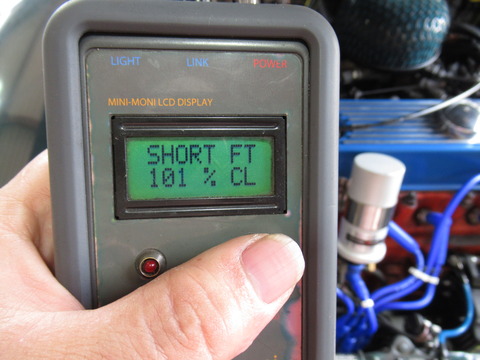 LIGHT LINK POWER
MINI-MONI LCD DISPLAY
SHORT FT
101 % CL